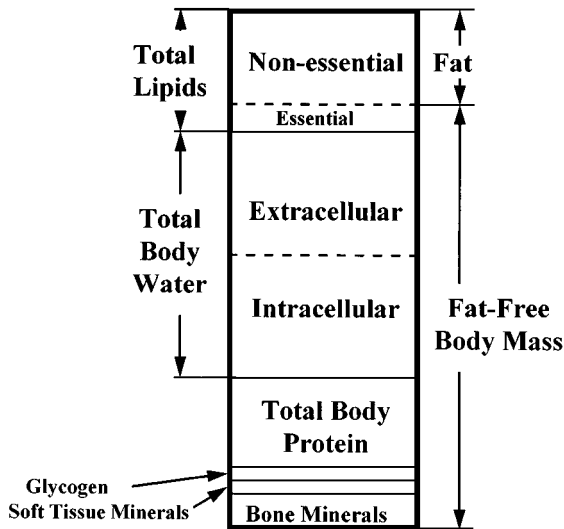 Total
Lipids
Non-essential
Fat
Essential
Total
Body
Water
Extracellular
Intracellular
Fat-Free
Body Mass
Total Body
Protein
Glycogen
Soft Tissue Minerals
Bone Minerals